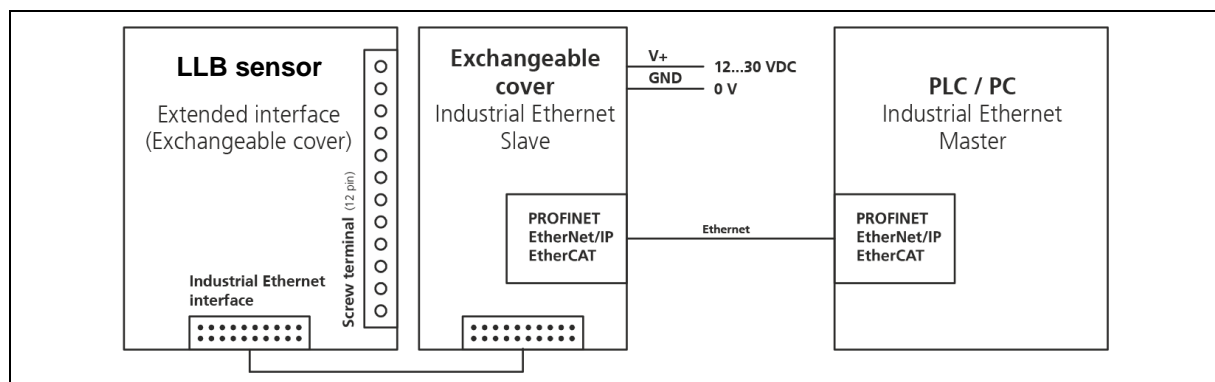 LLB sensor
Extended interface
(Exchangeable cover)
Screw terminal (12 pin)
Industrial Ethernet
interface
Exchangeable
cover
Industrial Ethernet
Slave
V+
12...30 VDC
GND
0 V
PROFINET
EtherNet/IP
EtherCAT
Ethernet
PLC / PC
Industrial Ethernet
Master
PROFINET
EtherNet/IP
EtherCAT